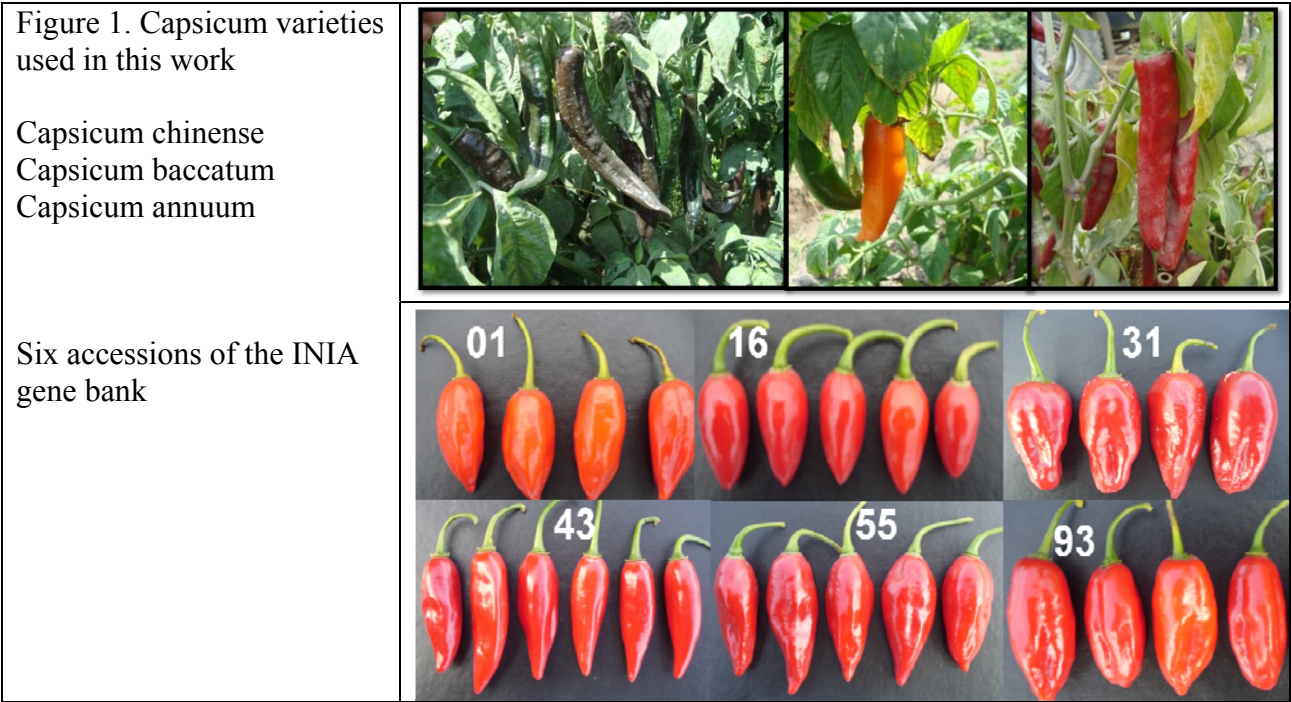 Figure 1. Capsicum varieties
used in this work
Capsicum chinense
Capsicum baccatum
Capsicum annuum
Six accessions of the INIA
gene bank
01
16
31
43
55
93